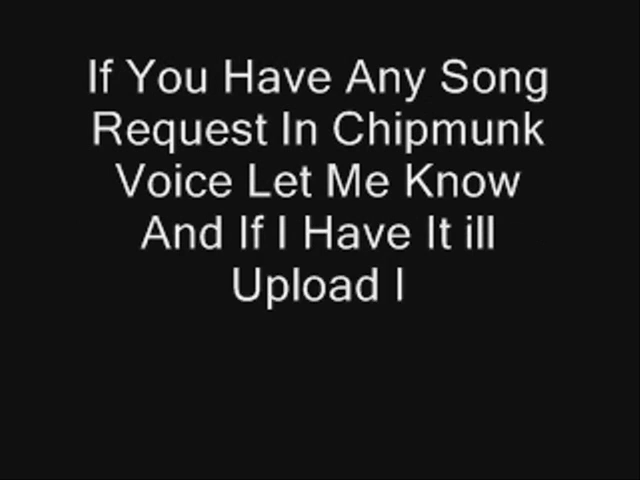 If You Have Any Song
Request In Chipmunk
Voice Let Me Know
And If I Have It ill
Upload I